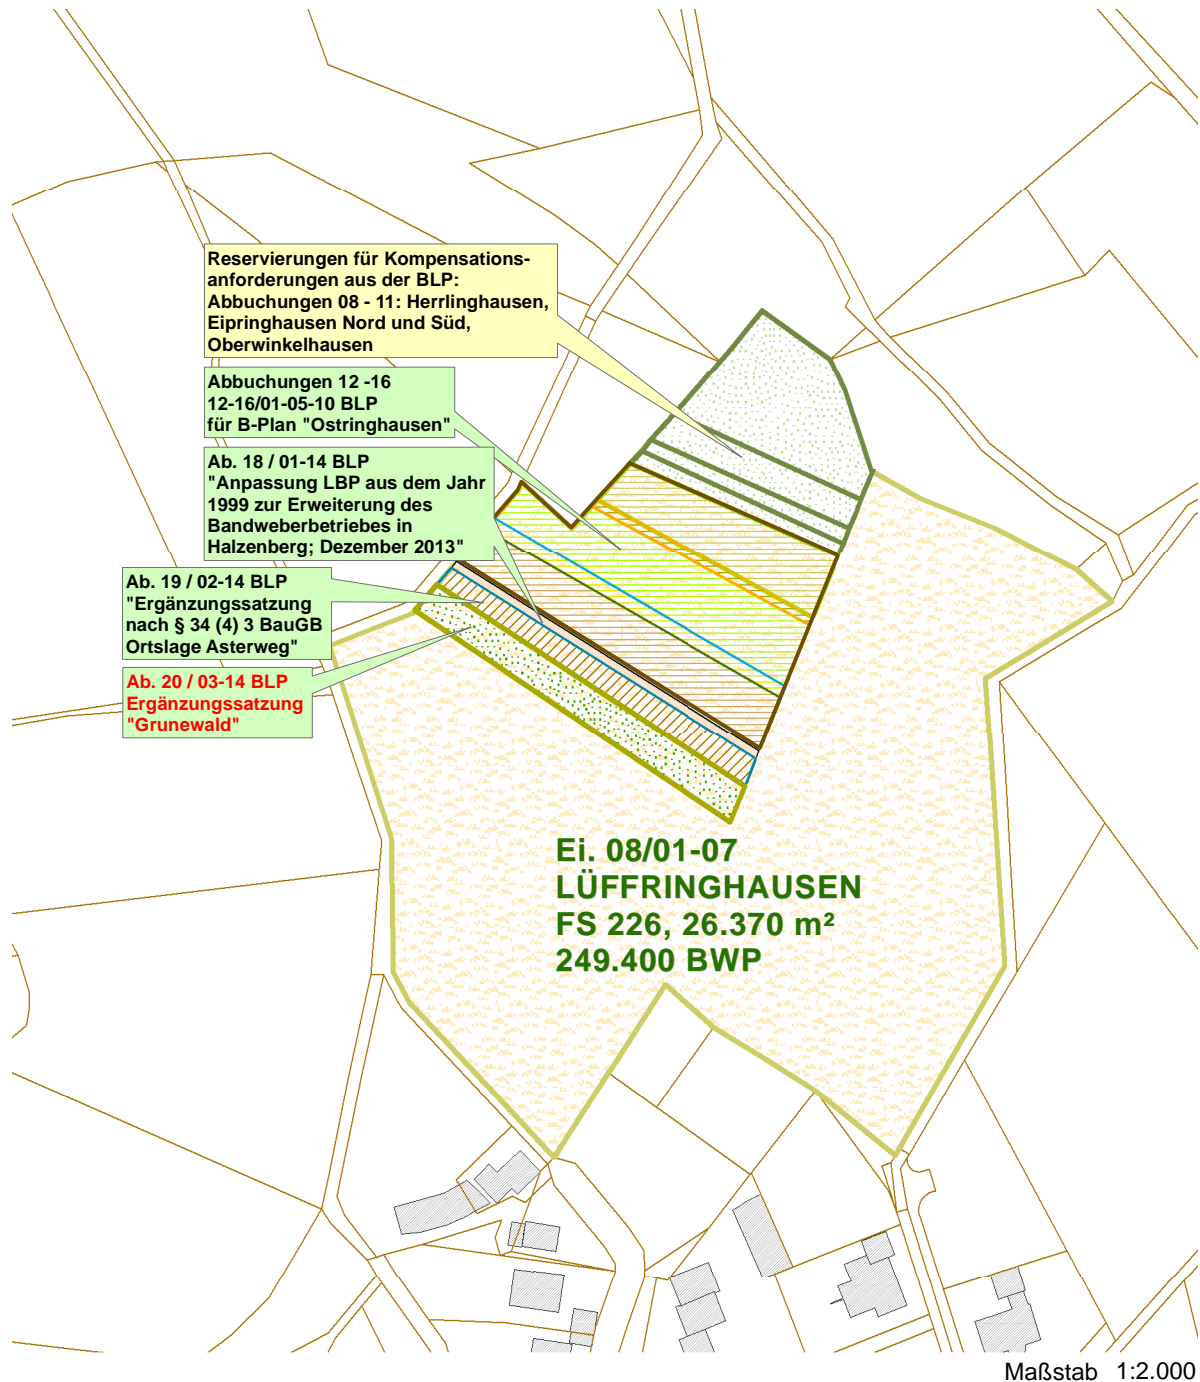 Reservierungen für Kompensations-
anforderungen aus der BLP:
Abbuchungen 08 - 11: Herrlinghausen,
Eipringhausen Nord und Süd,
Oberwinkelhausen
Abbuchungen 12 -16
12-16/01-05-10 BLP
für B-Plan "Ostringhausen"
Ab. 18 / 01-14 BLP
"Anpassung LBP aus dem Jahr
1999 zur Erweiterung des
Bandweberbetriebes in
Halzenberg; Dezember 2013"
Ab. 19 / 02-14 BLP
"Ergänzungssatzung
nach § 34 (4) 3 BauGB
Ortslage Asterweg"
Ab. 20 / 03-14 BLP
Ergänzungssatzung
"Grunewald"
Ei. 08/01-07
LÜFFRINGHAUSEN
FS 226, 26.370 m²
249.400 BWP
Maßstab 1:2.000